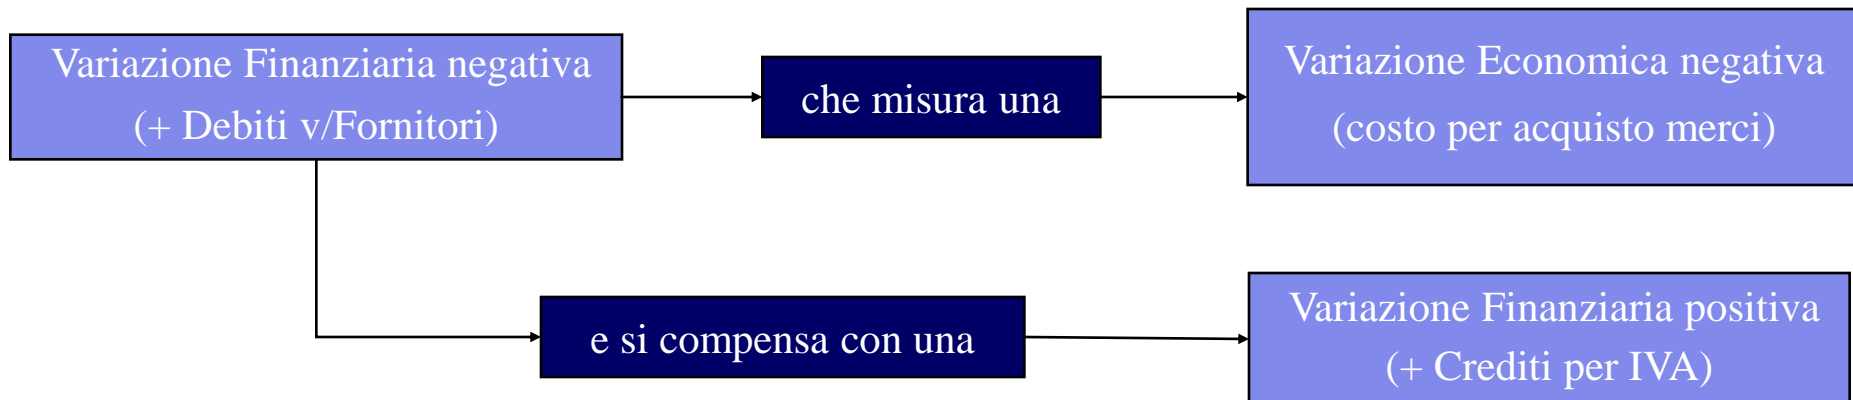 Variazione Finanziaria negativa
(+ Debiti v/Fornitori)
che misura una
Variazione Economica negativa
(costo per acquisto merci)
e si compensa con una
Variazione Finanziaria positiva
(+ Crediti per IVA)